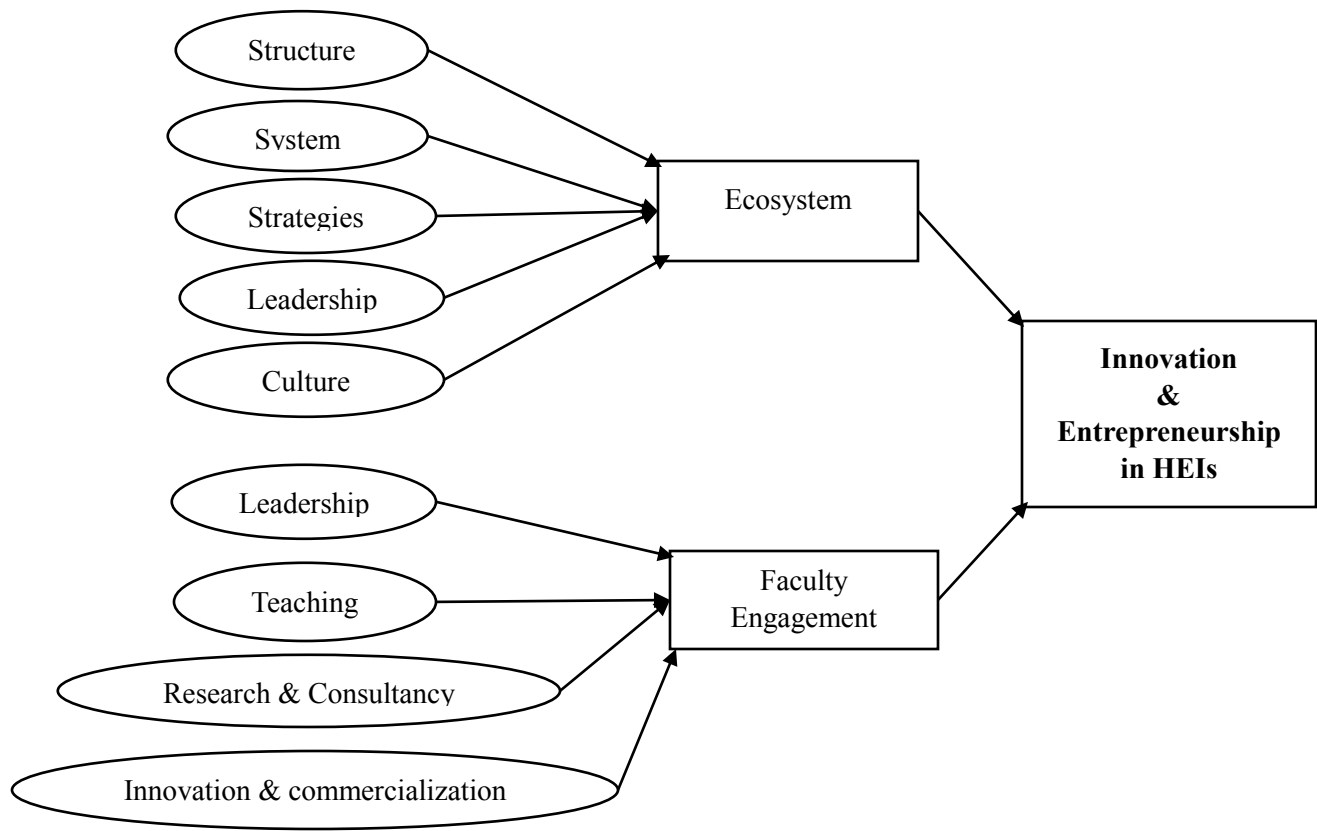 Structure
System
Strategies
Leadership
Culture
Ecosystem
Innovation
&
Entrepreneurship
in HEIs
Leadership
Teaching
Research & Consultancy
Innovation & commercialization
Faculty
Engagement